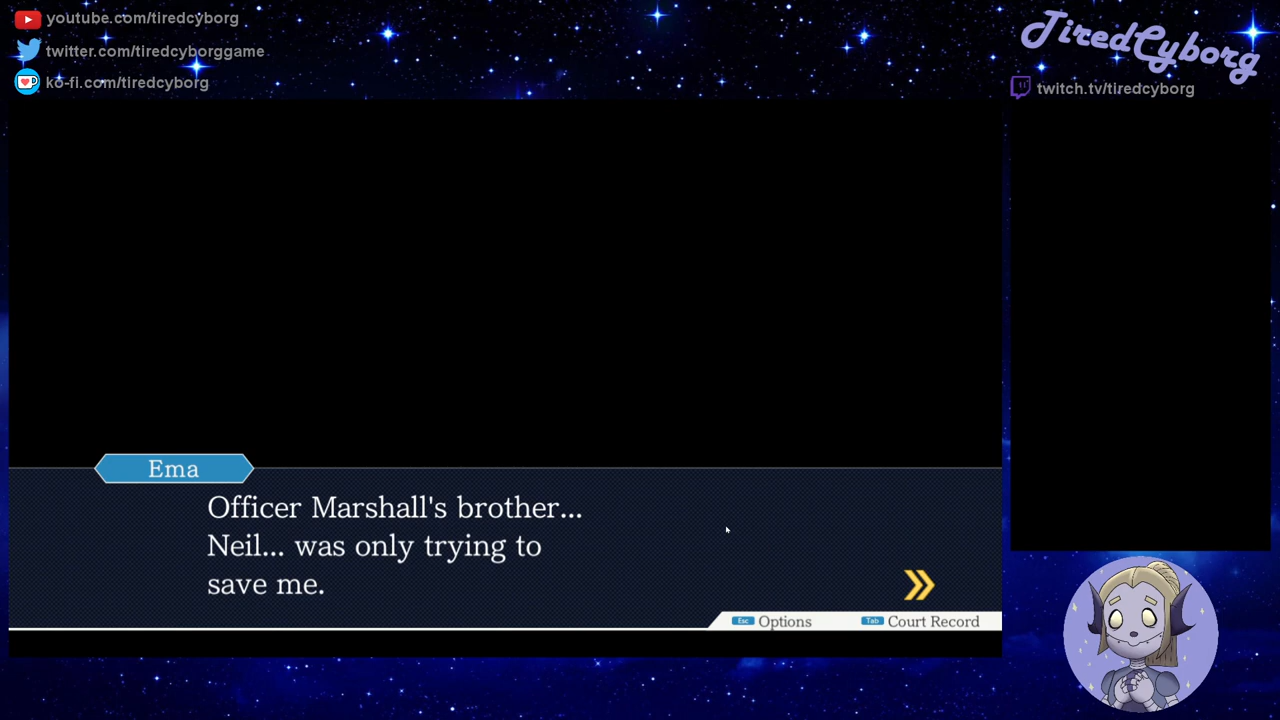 youtube.com/tiredcyborg
twitter.com/tiredcyborggame
ko-fi.com/tiredcyborg
TiredCyborg
twitch.tv/tiredcyborg
Ema
Officer Marshall's brother...
Neil... was only trying to
save me.
Esc Options
Tab Court Record